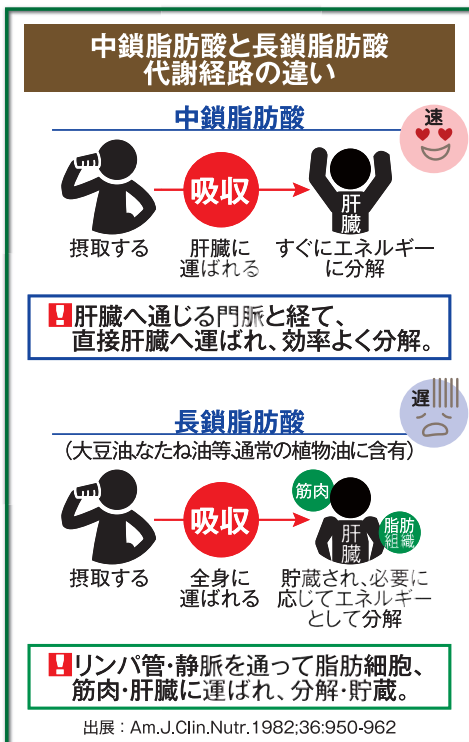 中鎖脂肪酸と長鎖脂肪酸
代謝経路の違い
中鎖脂肪酸
速
吸収
肝
臓
摂取する
肝臓に
運ばれる
すぐにエネルギー
に分解
!肝臓へ通じる門脈と経て、
直接肝臓へ運ばれ、効率よく分解。
遅
長鎖脂肪酸
(大豆油、なたね油等、通常の植物油に含有)
筋肉
吸収
肝
臓
脂肪
組織
摂取する
全身に
運ばれる
貯蔵され、必要に
応じてエネルギー
として分解
!リンパ管・静脈を通って脂肪細胞、
筋肉・肝臓に運ばれ、分解・貯蔵。
出展：Am.J.Clin.Nutr.1982;36:950-962